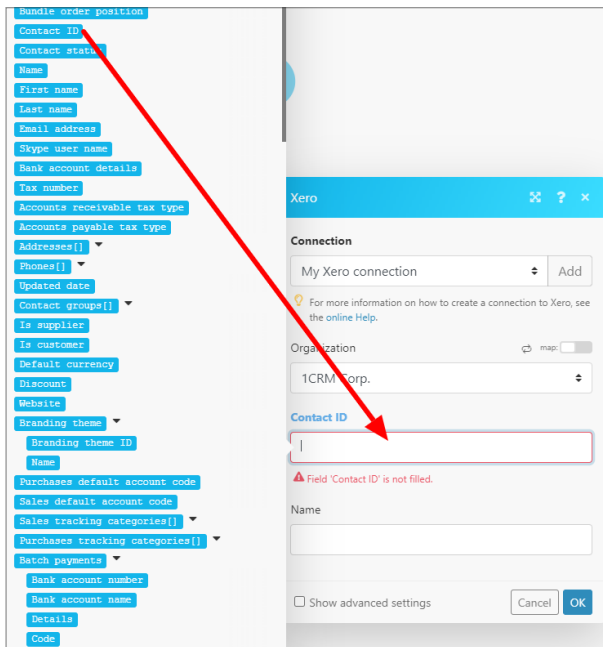 Bundle order position
Contact ID
Contact status
Name
First name
Last name
Email address
Skype user name
Bank account details
Tax number
Accounts receivable tax type
Accounts payable tax type
Addresses[]
Phones[]
Updated date
Contact groups[]
Is supplier
Is customer
Default currency
Discount
Website
Branding theme
Branding theme ID
Name
Purchases default account code
Sales default account code
Sales tracking categories[]
Purchases tracking categories[]
Batch payments
Bank account number
Bank account name
Details
Code
Xero ? ×
Connection
My Xero connection Add
For more information on how to create a connection to Xero, see
the online Help.
Organization map:
1CRM Corp.
Contact ID
Field 'Contact ID' is not filled.
Name
Show advanced settings Cancel OK